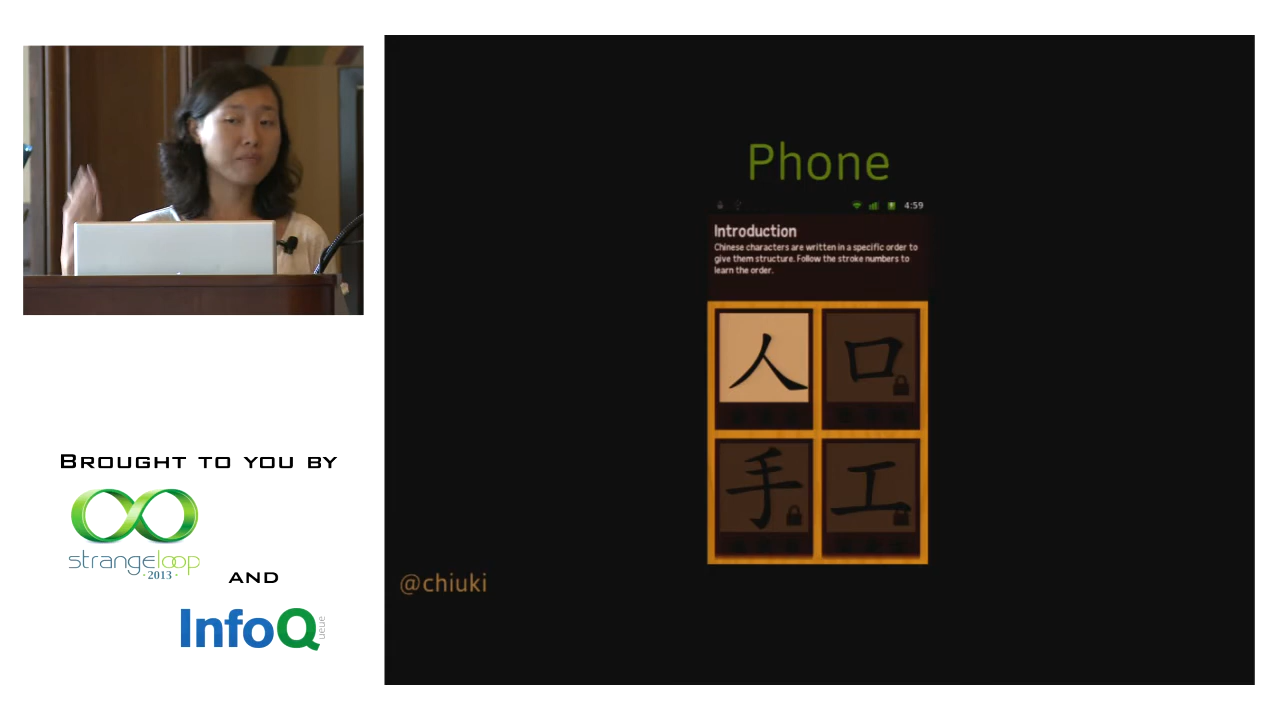 BROUGHT TO YOU BY
strangeloop
·2013·
AND
InfoQ
ueue
Phone
4:59
Introduction
Chinese characters are written in a specific order to
give them structure. Follow the stroke numbers to
learn the order.
人 口
手 工
@chiuki